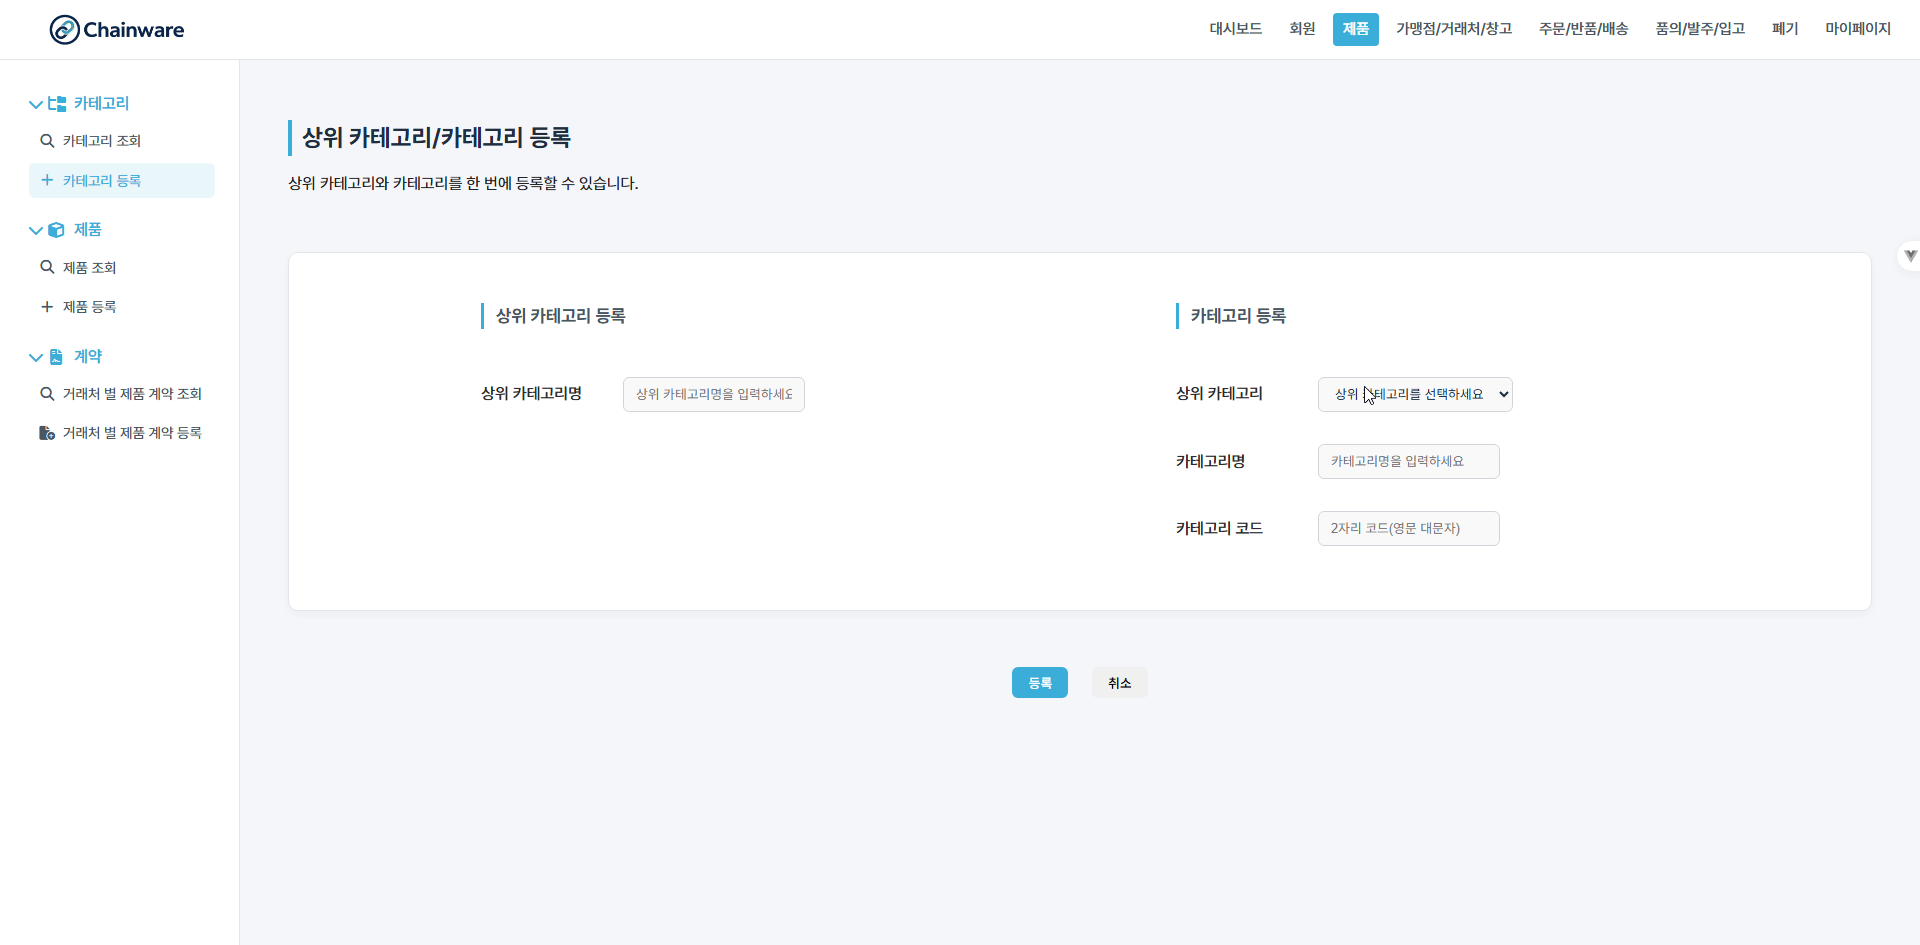 Chainware
대시보드
회원
제품
가맹점/거래처/창고
주문/반품/배송
품의/발주/입고
폐기
마이페이지
카테고리
카테고리 조회
카테고리 등록
제품
제품 조회
제품 등록
계약
거래처 별 제품 계약 조회
거래처 별 제품 계약 등록
상위 카테고리/카테고리 등록
상위 카테고리와 카테고리를 한 번에 등록할 수 있습니다.
상위 카테고리 등록
상위 카테고리명
상위 카테고리명을 입력하세요
카테고리 등록
상위 카테고리
상위 카테고리를 선택하세요
카테고리명
카테고리명을 입력하세요
카테고리 코드
2자리 코드(영문 대문자)
등록
취소